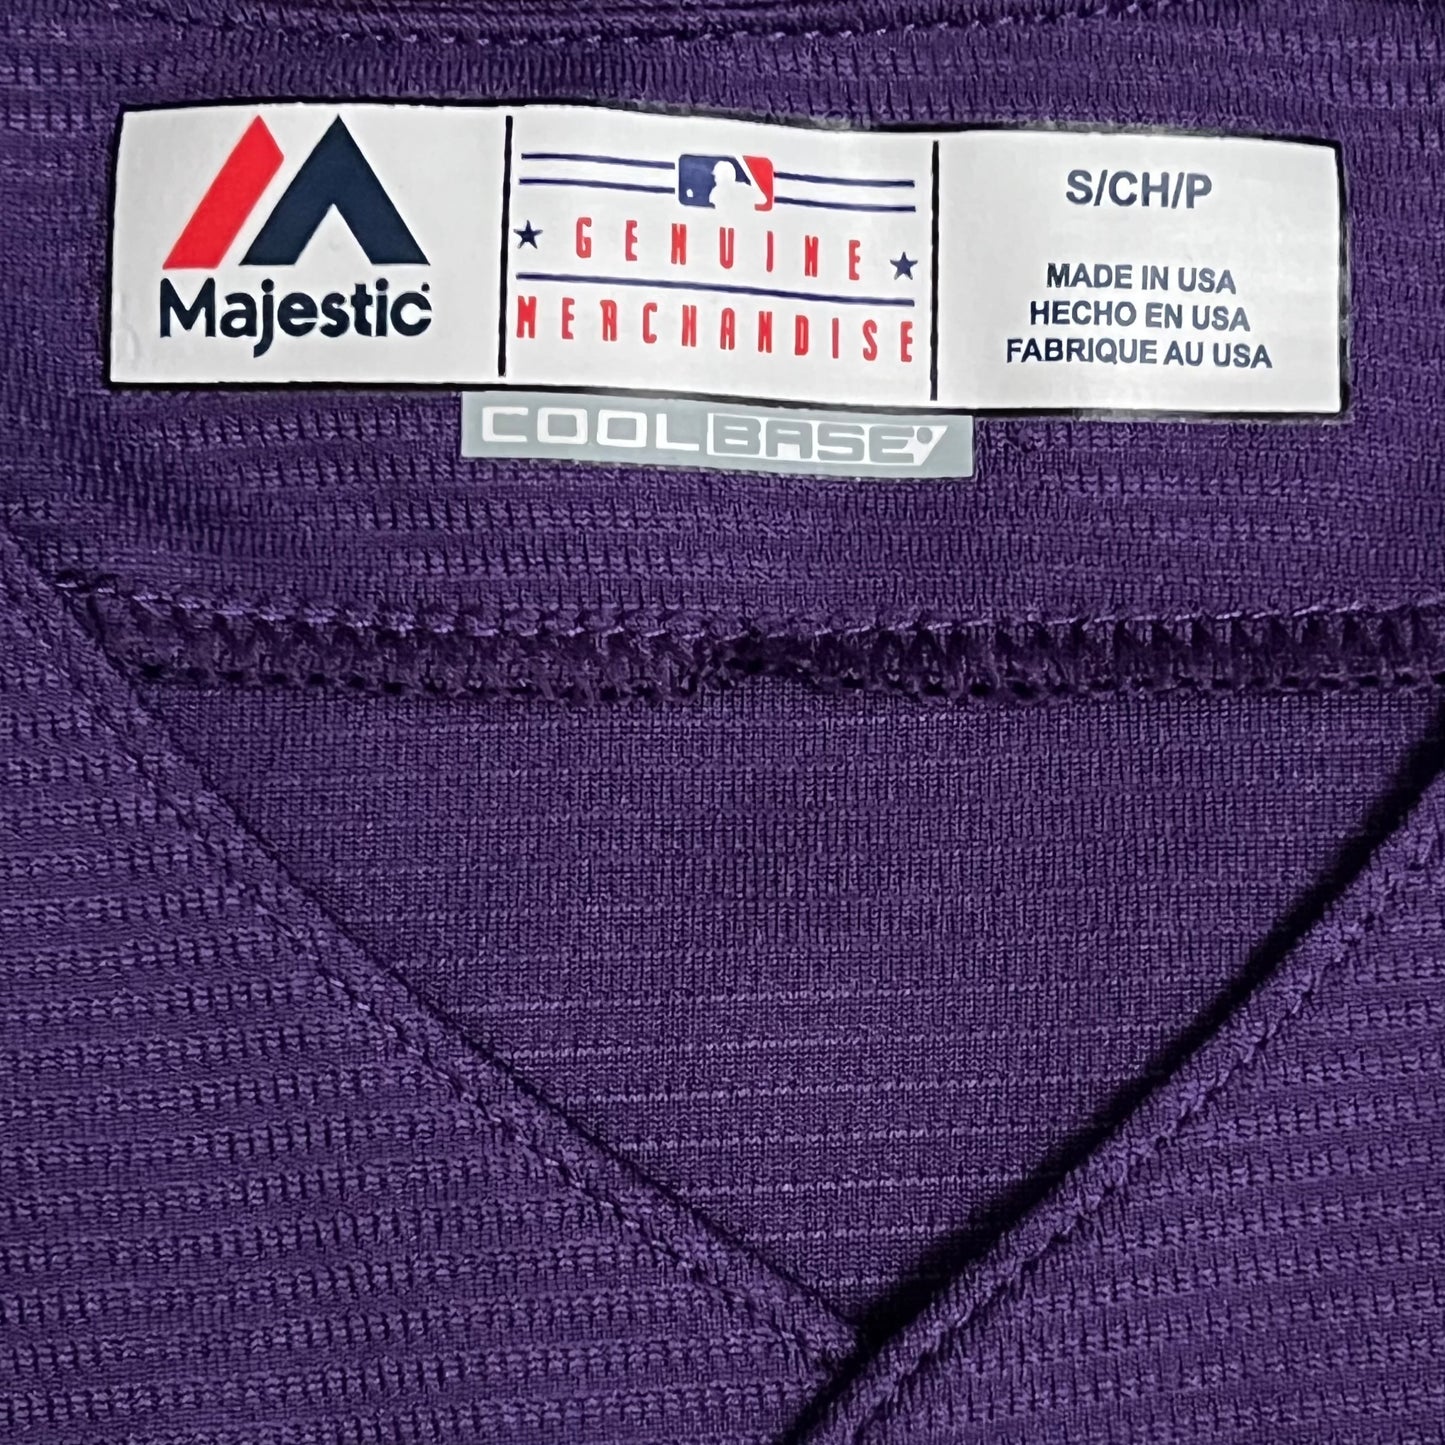 Majestic
GENUINE
MERCHANDISE
S/CH/P
MADE IN USA
HECHO EN USA
FABRIQUE AU USA
COOLBASE